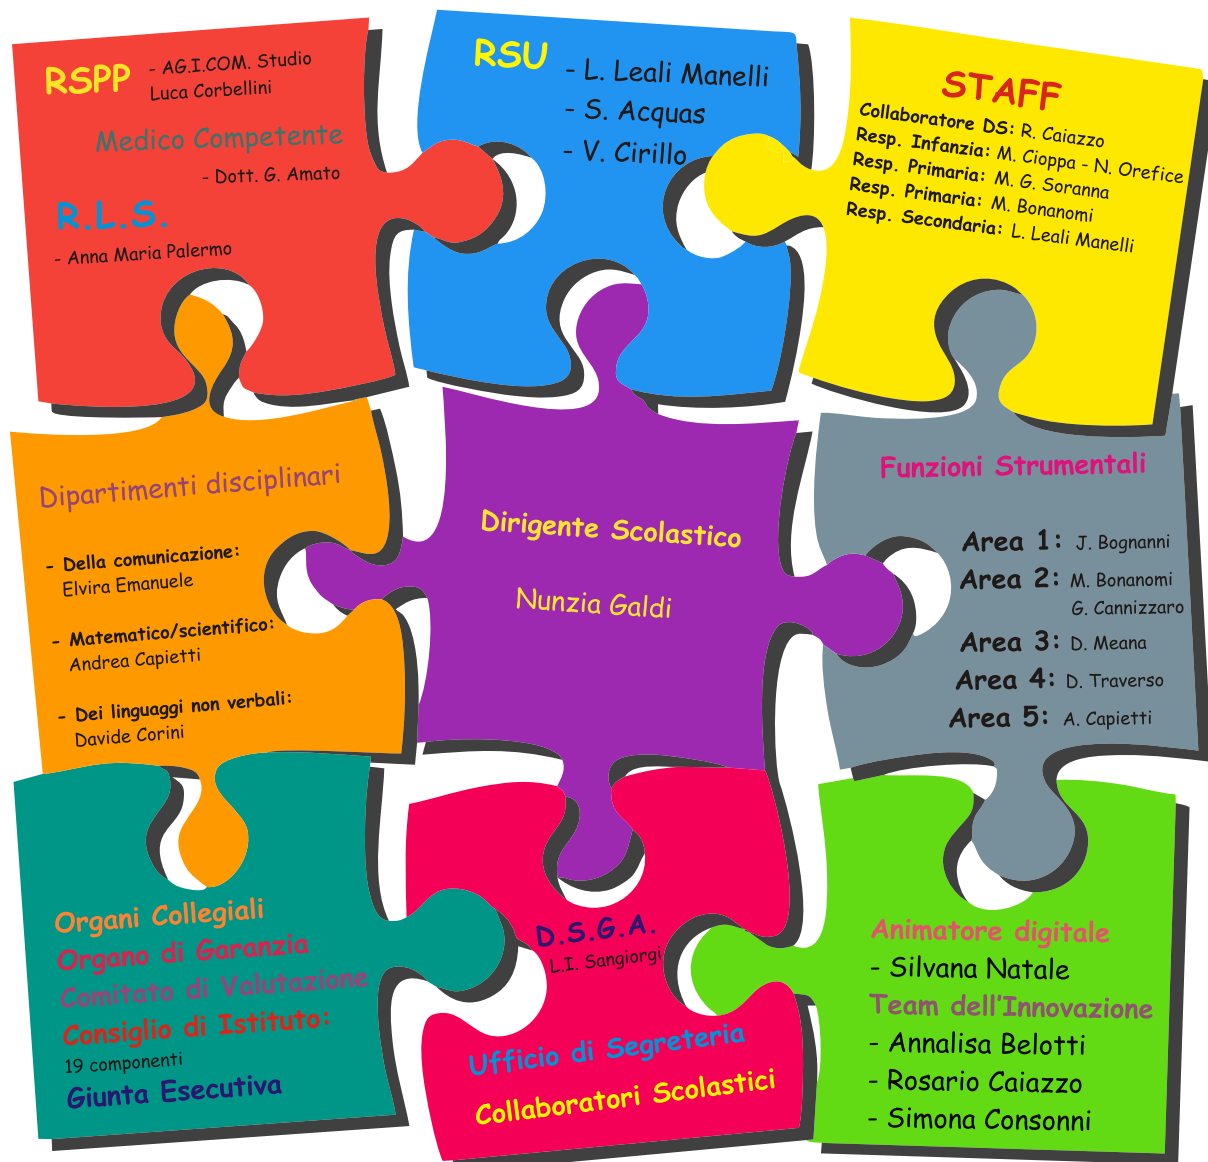 RSPP - AG.I.COM. Studio
Luca Corbellini
Medico Competente
- Dott. G. Amato
R.L.S.
- Anna Maria Palermo
RSU - L. Leali Manelli
- S. Acquas
- V. Cirillo
STAFF
Collaboratore DS: R. Caiazzo
Resp. Infanzia: M. Cioppa - N. Orefice
Resp. Primaria: M. G. Soranna
Resp. Primaria: M. Bonanomi
Resp. Secondaria: L. Leali Manelli
Dipartimenti disciplinari
- Della comunicazione:
Elvira Emanuele
- Matematico/scientifico:
Andrea Capietti
- Dei linguaggi non verbali:
Davide Corini
Dirigente Scolastico
Nunzia Galdi
Funzioni Strumentali
Area 1: J. Bognanni
Area 2: M. Bonanomi
G. Cannizzaro
Area 3: D. Meana
Area 4: D. Traverso
Area 5: A. Capietti
Organi Collegiali
Organo di Garanzia
Comitato di Valutazione
Consiglio di Istituto:
19 componenti
Giunta Esecutiva
D.S.G.A.
L.I. Sangiorgi
Ufficio di Segreteria
Collaboratori Scolastici
Animatore digitale
- Silvana Natale
Team dell'Innovazione
- Annalisa Belotti
- Rosario Caiazzo
- Simona Consonni